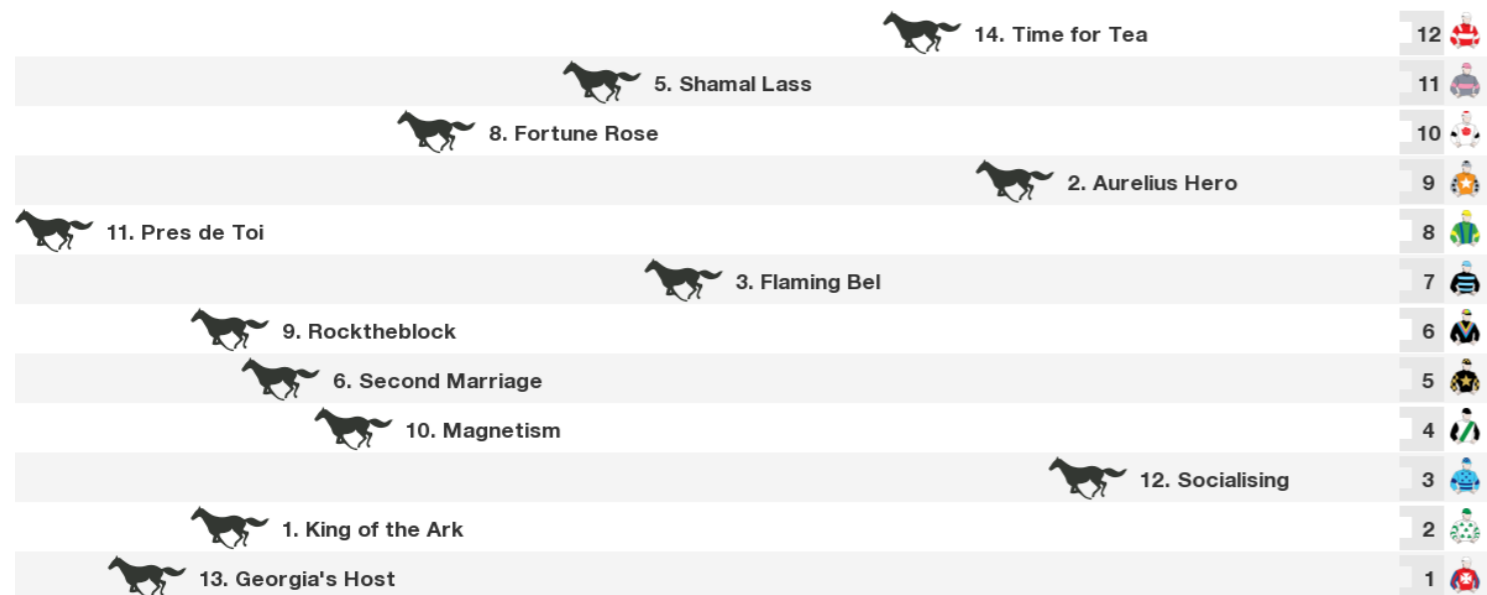 14. Time for Tea 12
5. Shamal Lass 11
8. Fortune Rose 10
2. Aurelius Hero 9
11. Pres de Toi 8
3. Flaming Bel 7
9. Rocktheblock 6
6. Second Marriage 5
10. Magnetism 4
12. Socialising 3
1. King of the Ark 2
13. Georgia's Host 1